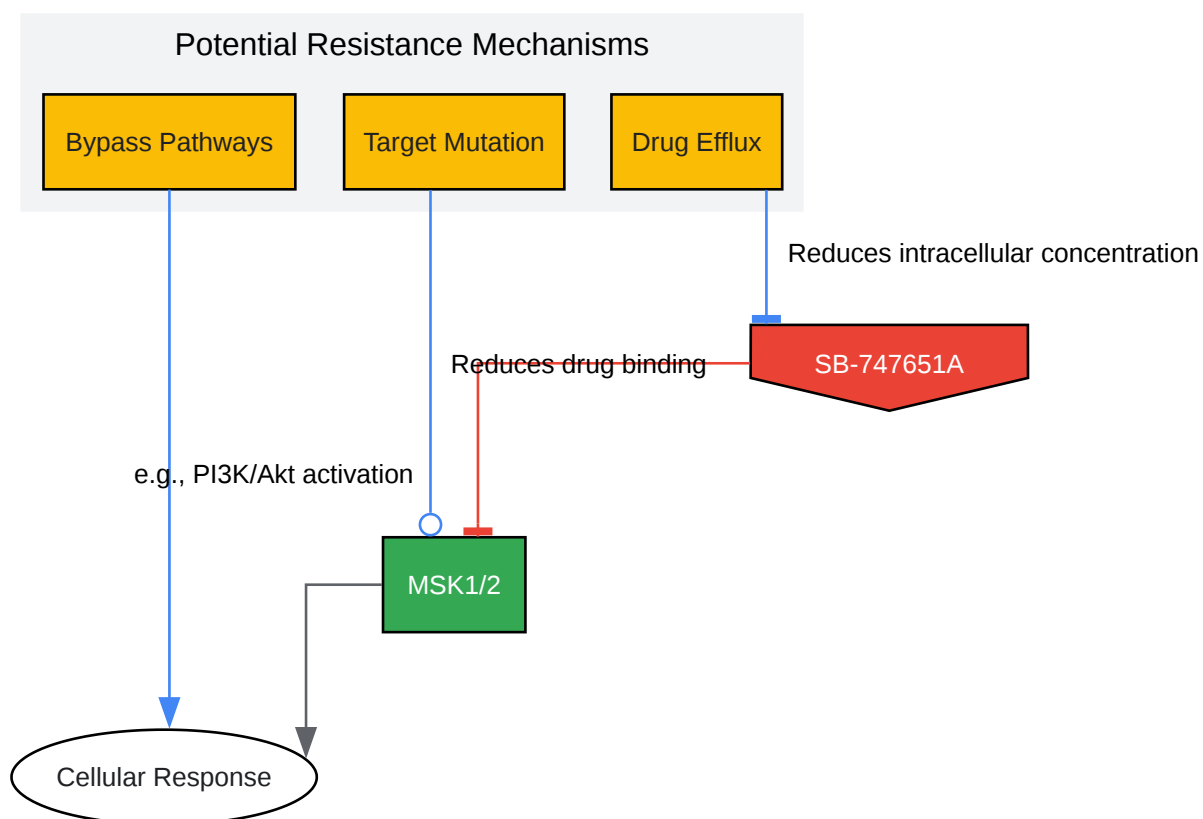 Potential Resistance Mechanisms
Bypass Pathways
Target Mutation
Drug Efflux
Reduces intracellular concentration
Reduces drug binding
SB-747651A
e.g., PI3K/Akt activation
MSK1/2
Cellular Response